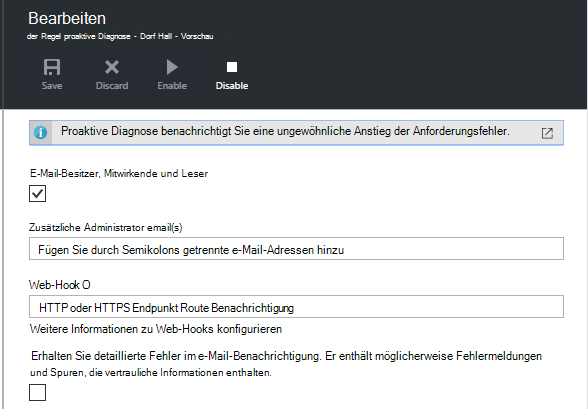 Bearbeiten
der Regel proaktive Diagnose - Dorf Hall - Vorschau
Save Discard Enable Disable
Proaktive Diagnose benachrichtigt Sie eine ungewöhnliche Anstieg der Anforderungsfehler.
E-Mail-Besitzer, Mitwirkende und Leser
Zusätzliche Administrator email(s)
Fügen Sie durch Semikolons getrennte e-Mail-Adressen hinzu
Web-Hook O
HTTP oder HTTPS Endpunkt Route Benachrichtigung
Weitere Informationen zu Web-Hooks konfigurieren
Erhalten Sie detaillierte Fehler im e-Mail-Benachrichtigung. Er enthält möglicherweise Fehlermeldungen
und Spuren, die vertrauliche Informationen enthalten.